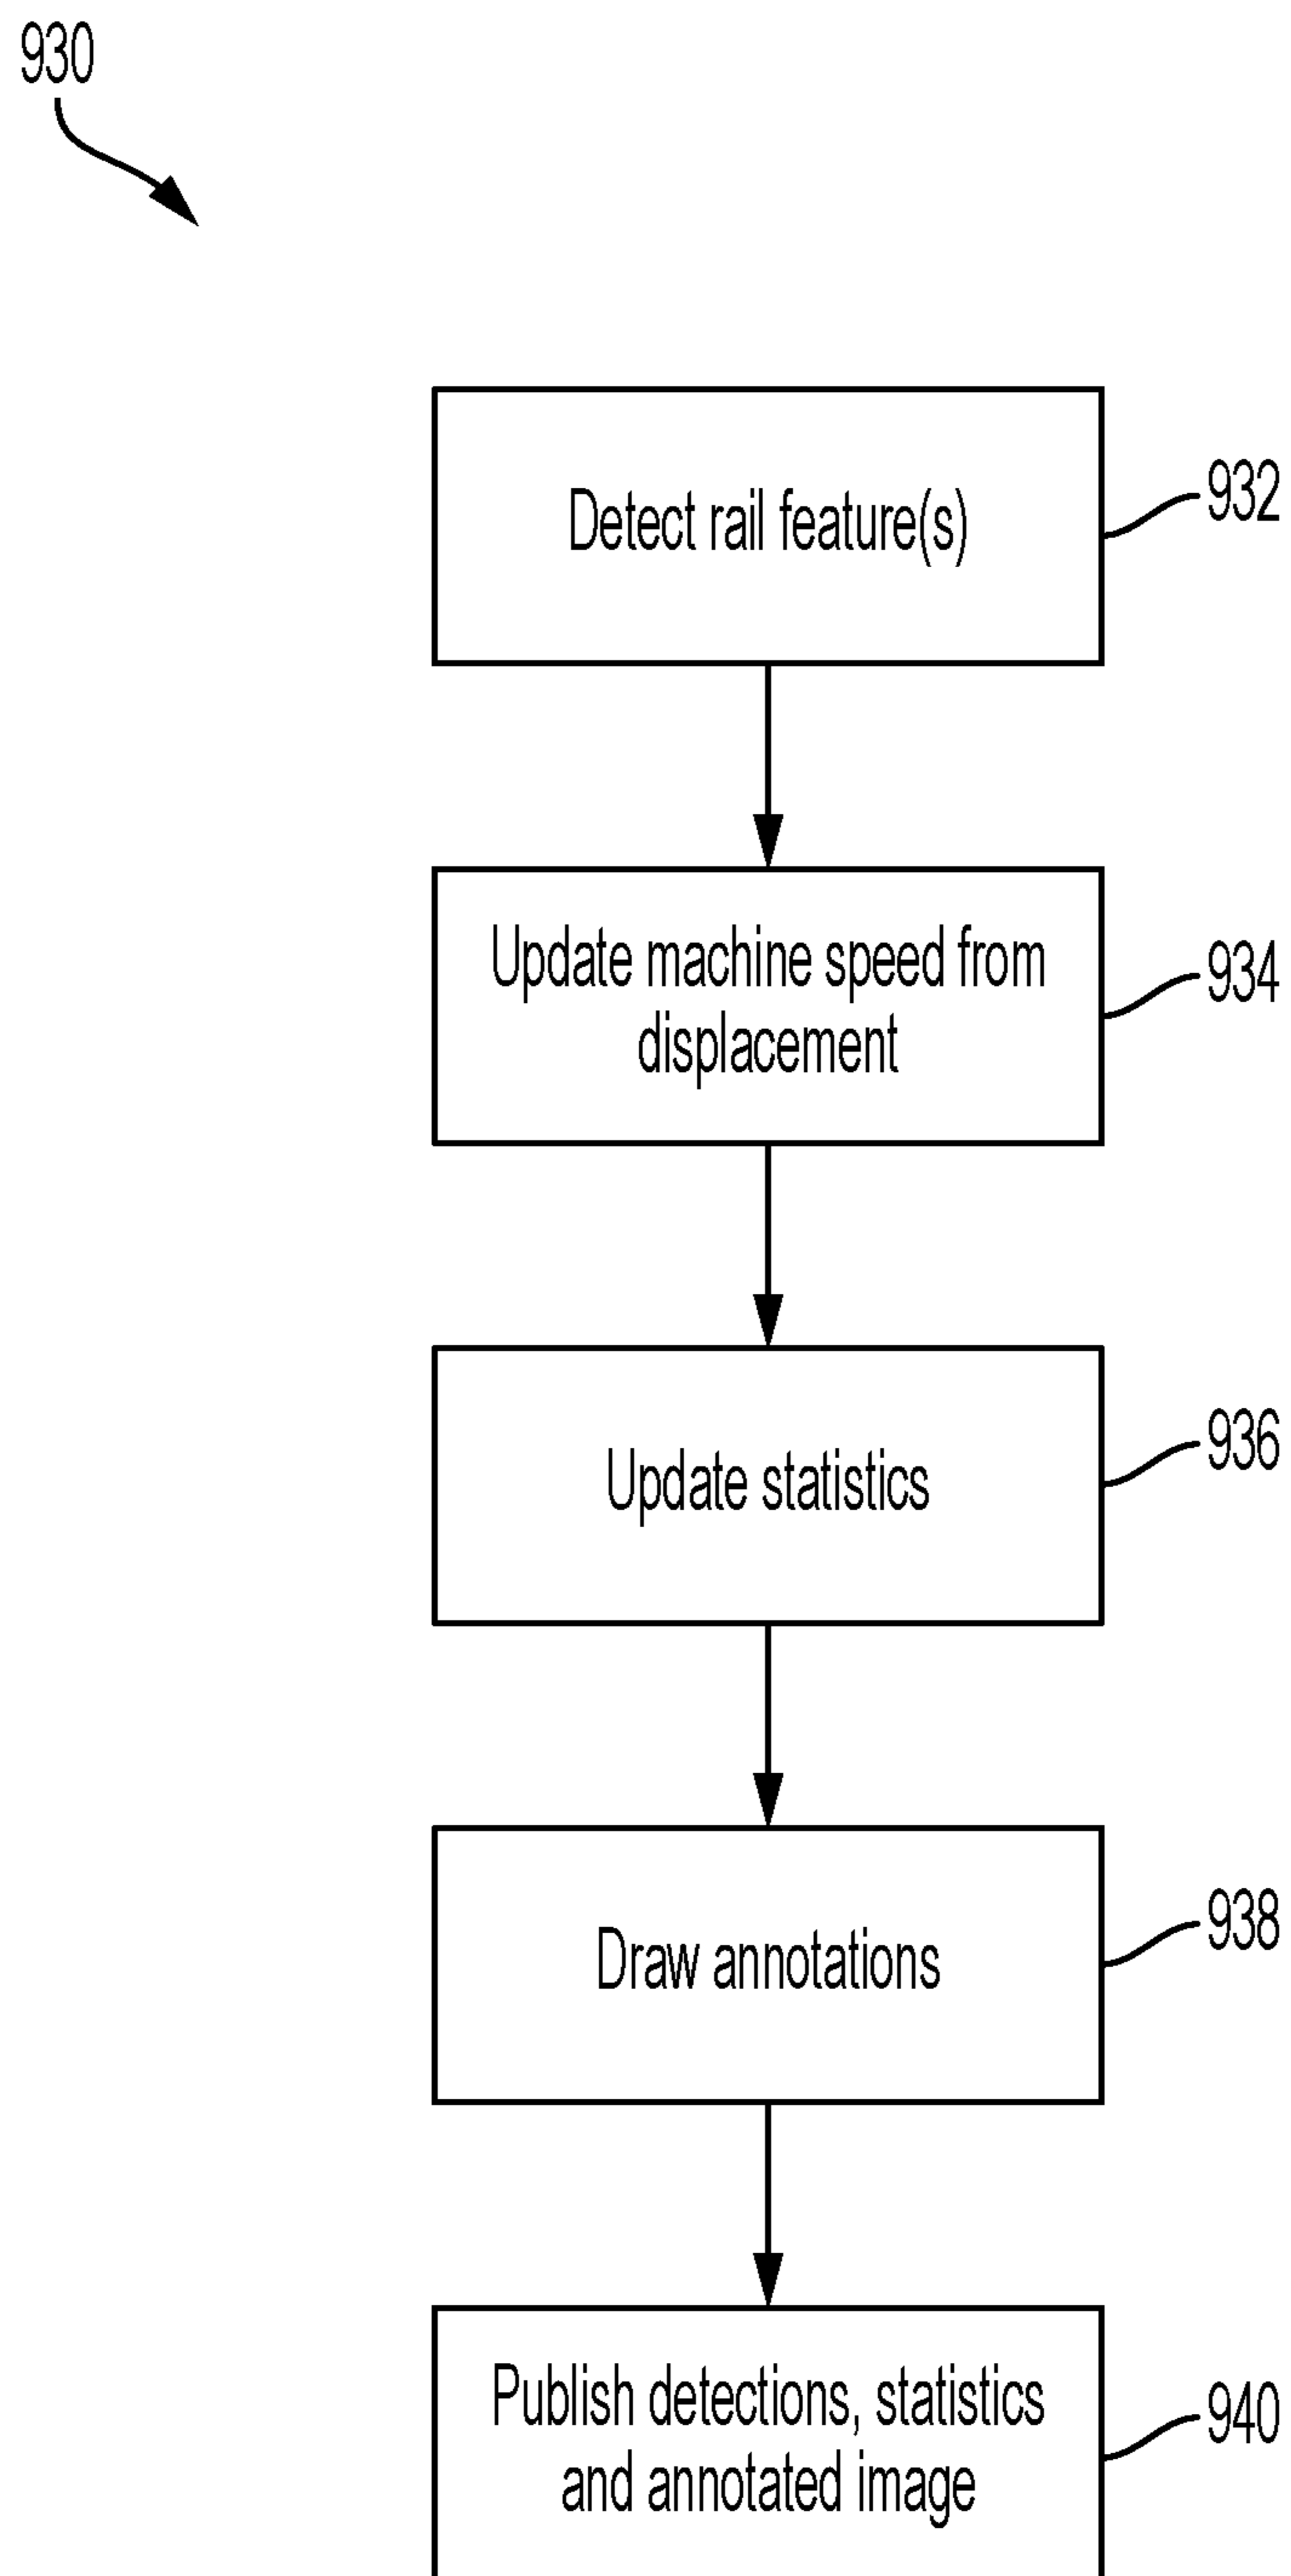 930
Detect rail feature(s)
932
Update machine speed from
displacement
934
Update statistics
936
Draw annotations
938
Publish detections, statistics
and annotated image
940